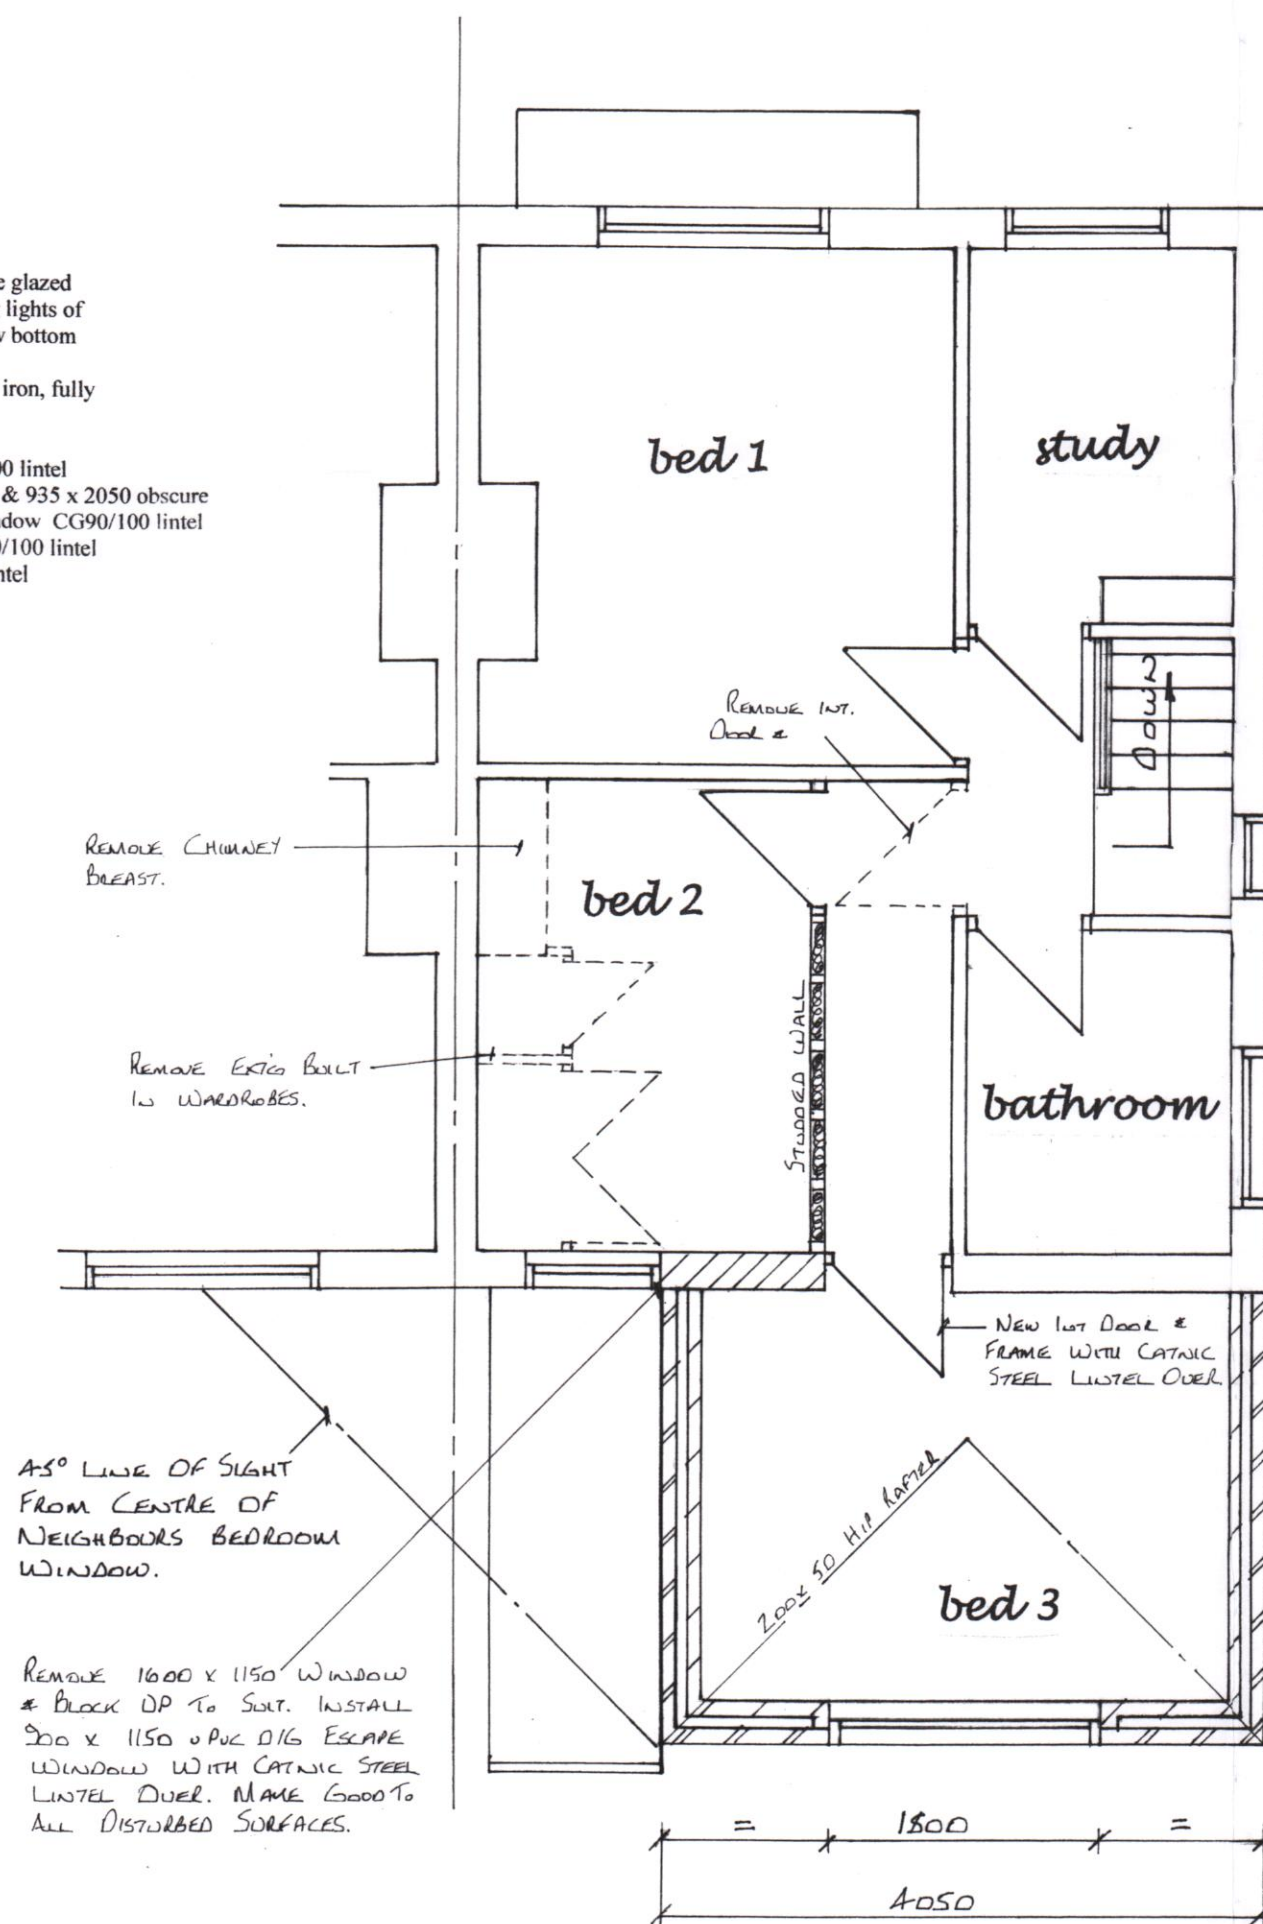 e glazed
lights of
bottom
iron, fully
00 lintel
& 935 x 2050 obscure
dow CG90/100 lintel
/100 lintel
ntel
bed 1
study
REMOVE INT.
DOOR &
DOWN
REMOVE CHIMNEY
BREAST.
bed 2
STUDDED WALL
REMOVE EXT'G BUILT
IN WARDROBES.
bathroom
NEW INT DOOR &
FRAME WITH CATNIC
STEEL LINTEL OVER
45° LINE OF SIGHT
FROM CENTRE OF
NEIGHBOURS BEDROOM
WINDOW.
200 x 50 HIP RAFTER
bed 3
REMOVE 1600 x 1150 WINDOW
& BLOCK UP TO SUIT. INSTALL
900 x 1150 uPVC D/G ESCAPE
WINDOW WITH CATNIC STEEL
LINTEL OVER. MAKE GOOD TO
ALL DISTURBED SURFACES.
= 1800 =
4050